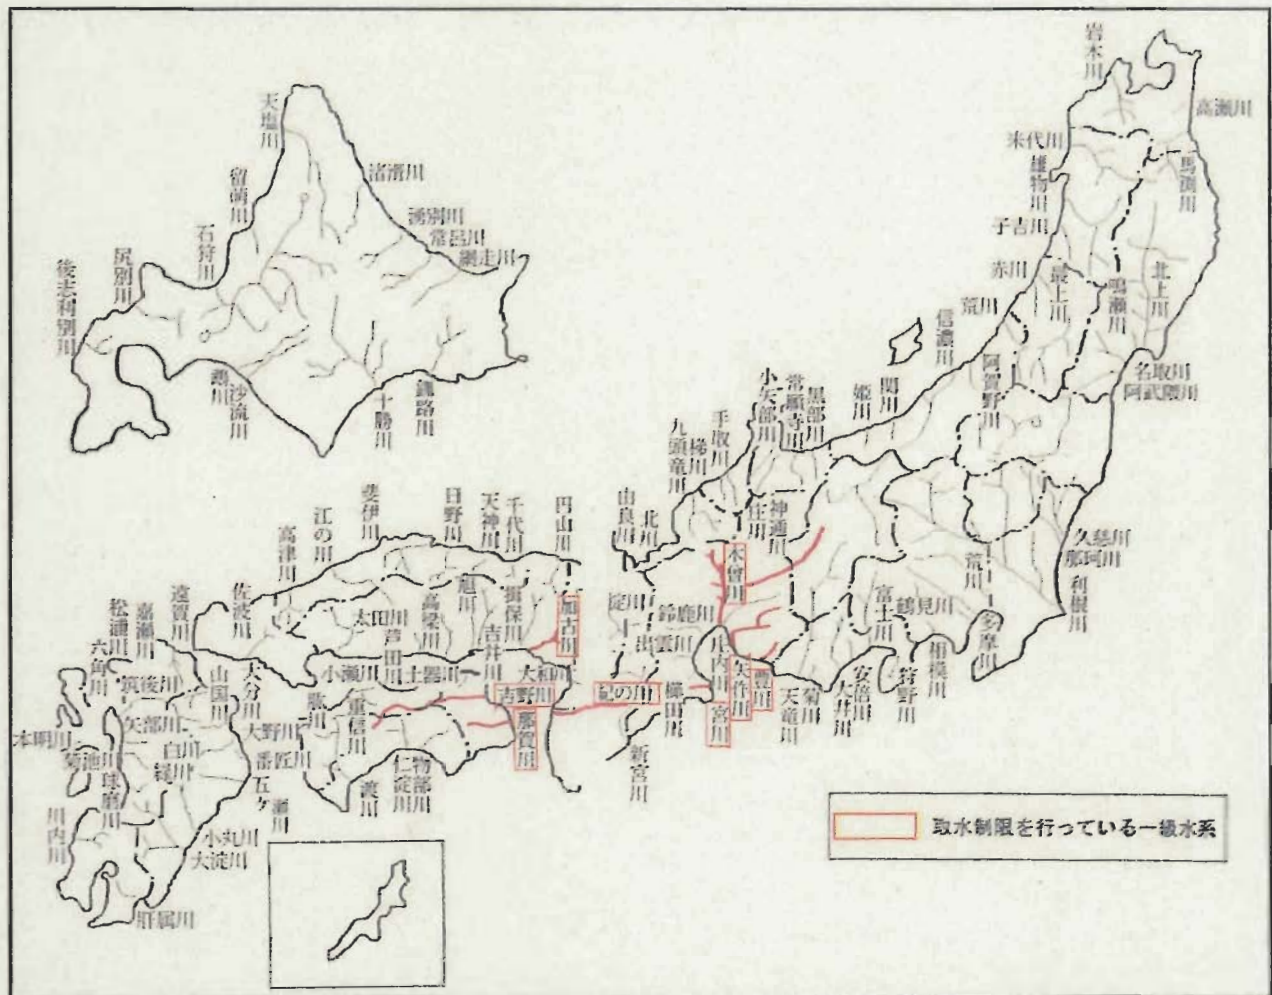 岩木川
高瀬川
米代川
馬淵川
雄物川
子吉川
赤川
最上川
北上川
鳴瀬川
荒川
信濃川
阿賀野川
名取川
阿武隈川
天塩川
渚滑川
留萌川
湧別川
常呂川
網走川
石狩川
尻別川
後志利別川
鵡川
沙流川
十勝川
釧路川
関川
姫川
黒部川
常願寺川
小矢部川
手取川
梯川
九頭竜川
北川
由良川
庄川
神通川
木曾川
久慈川
那珂川
利根川
荒川
多摩川
鶴見川
相模川
富士川
狩野川
安倍川
大井川
菊川
天竜川
豊川
矢作川
庄内川
宮川
鈴鹿川
雲出川
淀川
櫛田川
紀の川
新宮川
円山川
千代川
天神川
日野川
斐伊川
江の川
高津川
佐波川
加古川
揖保川
旭川
吉井川
高梁川
芦田川
太田川
小瀬川
土器川
大和川
吉野川
那賀川
重信川
肱川
物部川
仁淀川
渡川
遠賀川
嘉瀬川
松浦川
六角川
筑後川
山国川
大分川
矢部川
大野川
白川
番匠川
本明川
菊池川
緑川
球磨川
五ヶ瀬川
川内川
小丸川
大淀川
肝属川
取水制限を行っている一級水系